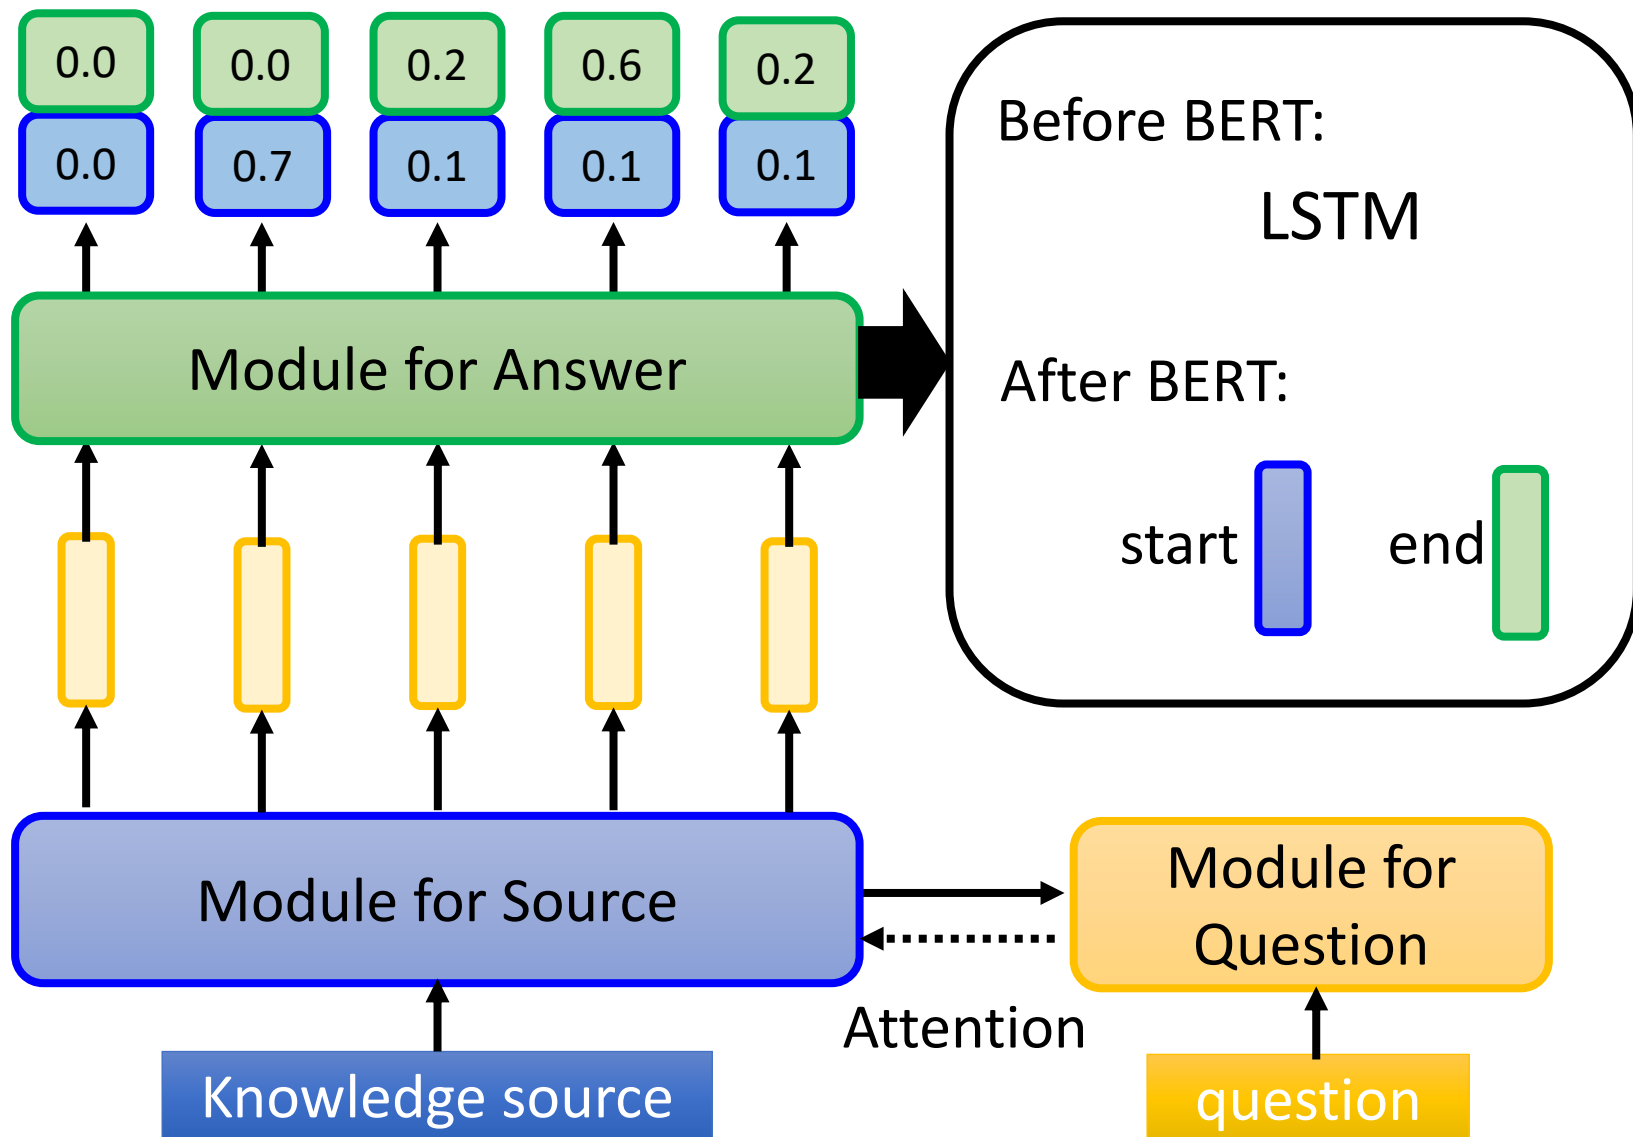 0.0 0.0 0.2 0.6 0.2
0.0 0.7 0.1 0.1 0.1
Before BERT:
LSTM
Module for Answer
After BERT:
start end
Module for Source
Module for
Question
Attention
Knowledge source
question